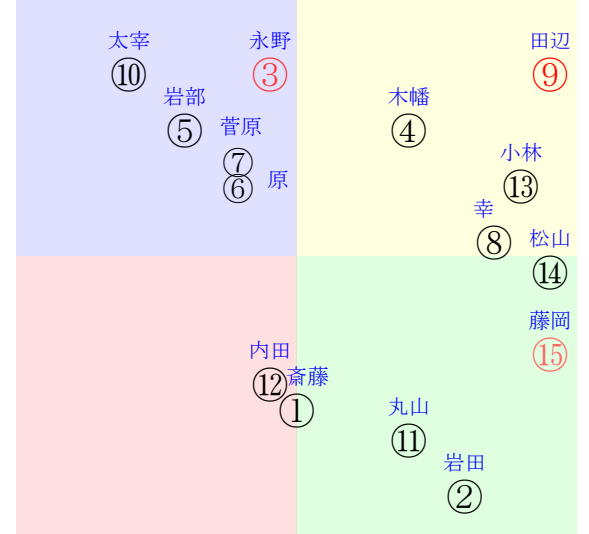 太宰
⑩
永野
③
田辺
⑨
岩部
⑤
木幡
④
菅原
⑦
⑥
原
小林
⑬
幸
⑧
松山
⑭
藤岡
⑮
内田
⑫
斎藤
①
丸山
⑪
岩田
②